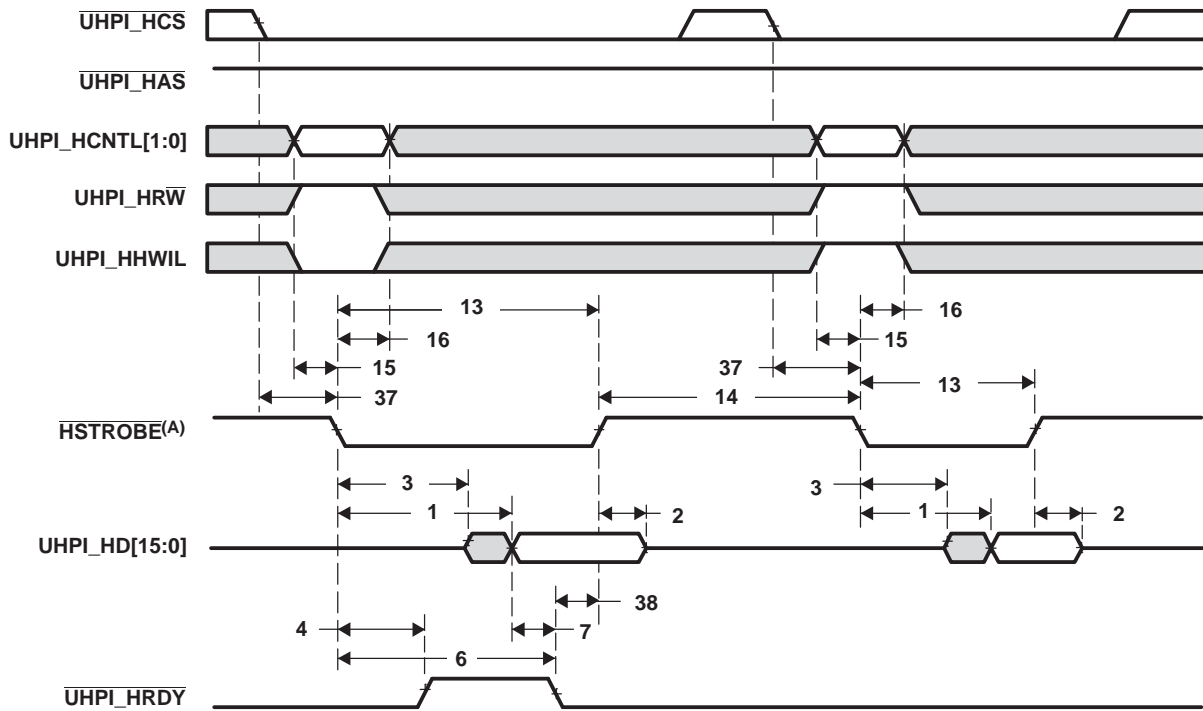 UHPI_HCS
UHPI_HAS
UHPI_HCNTL[1:0]
UHPI_HRW
UHPI_HHWIL
13
16
16
15
15
37
13
37
14
HSTROBE(A)
3
3
1
2
1
2
UHPI_HD[15:0]
38
4
7
6
UHPI_HRDY